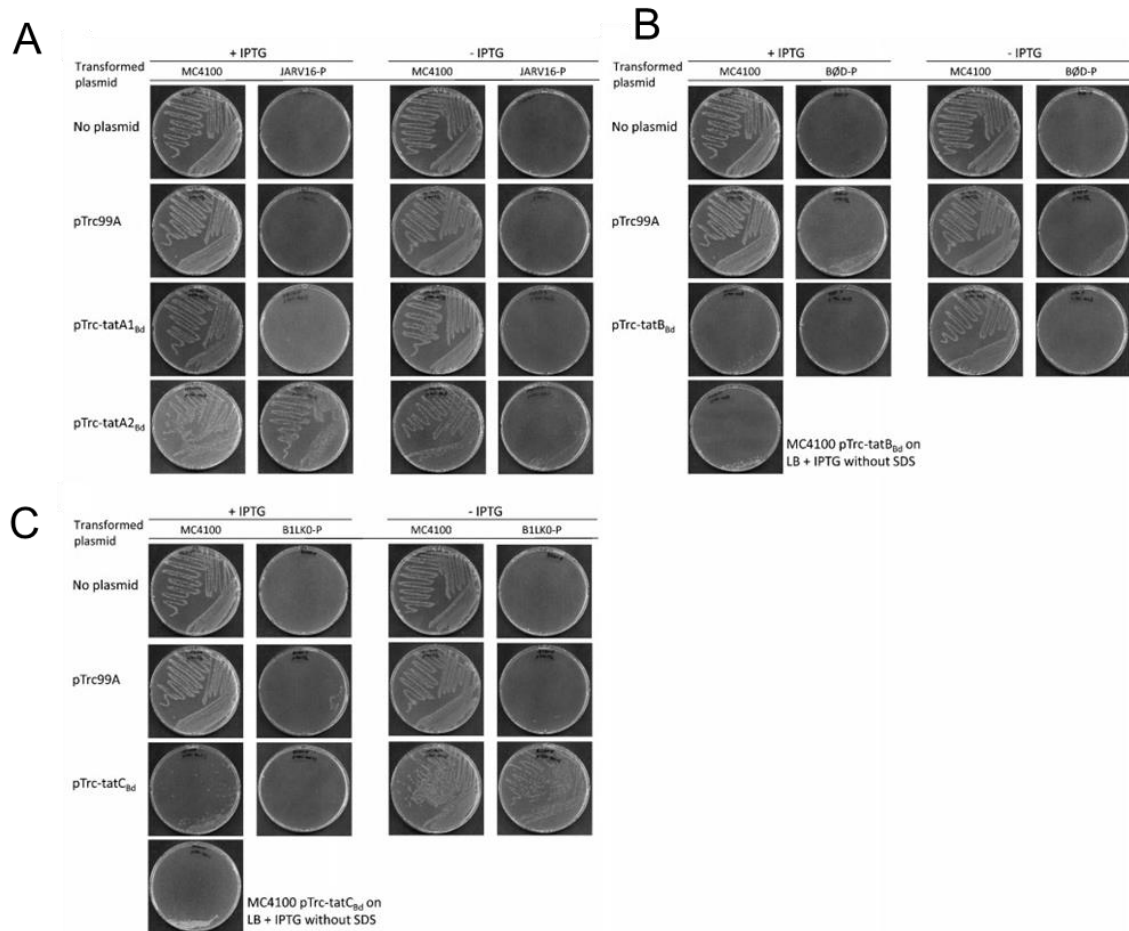 A
+ IPTG - IPTG
Transformed plasmid MC4100 JARV16-P MC4100 JARV16-P
No plasmid
pTrc99A
pTrc-tatA1Bd
pTrc-tatA2Bd
B
+ IPTG - IPTG
Transformed plasmid MC4100 BØD-P MC4100 BØD-P
No plasmid
pTrc99A
pTrc-tatBBd
MC4100 pTrc-tatBBd on
LB + IPTG without SDS
C
+ IPTG - IPTG
Transformed plasmid MC4100 B1LK0-P MC4100 B1LK0-P
No plasmid
pTrc99A
pTrc-tatCBd
MC4100 pTrc-tatCBd on
LB + IPTG without SDS